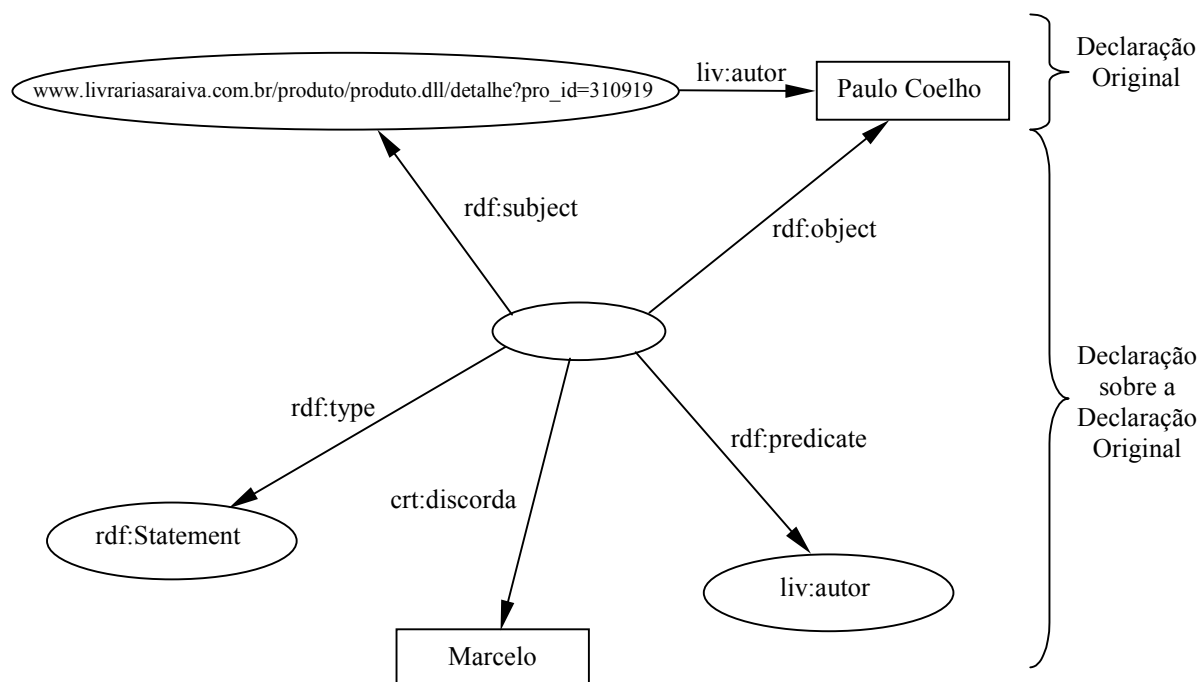 Declaração
Original
liv:autor
www.livrariasaraiva.com.br/produto/produto.dll/detalhe?pro_id=310919
Paulo Coelho
rdf:subject
rdf:object
Declaração
sobre a
Declaração
Original
rdf:type
rdf:predicate
crt:discorda
rdf:Statement
liv:autor
Marcelo